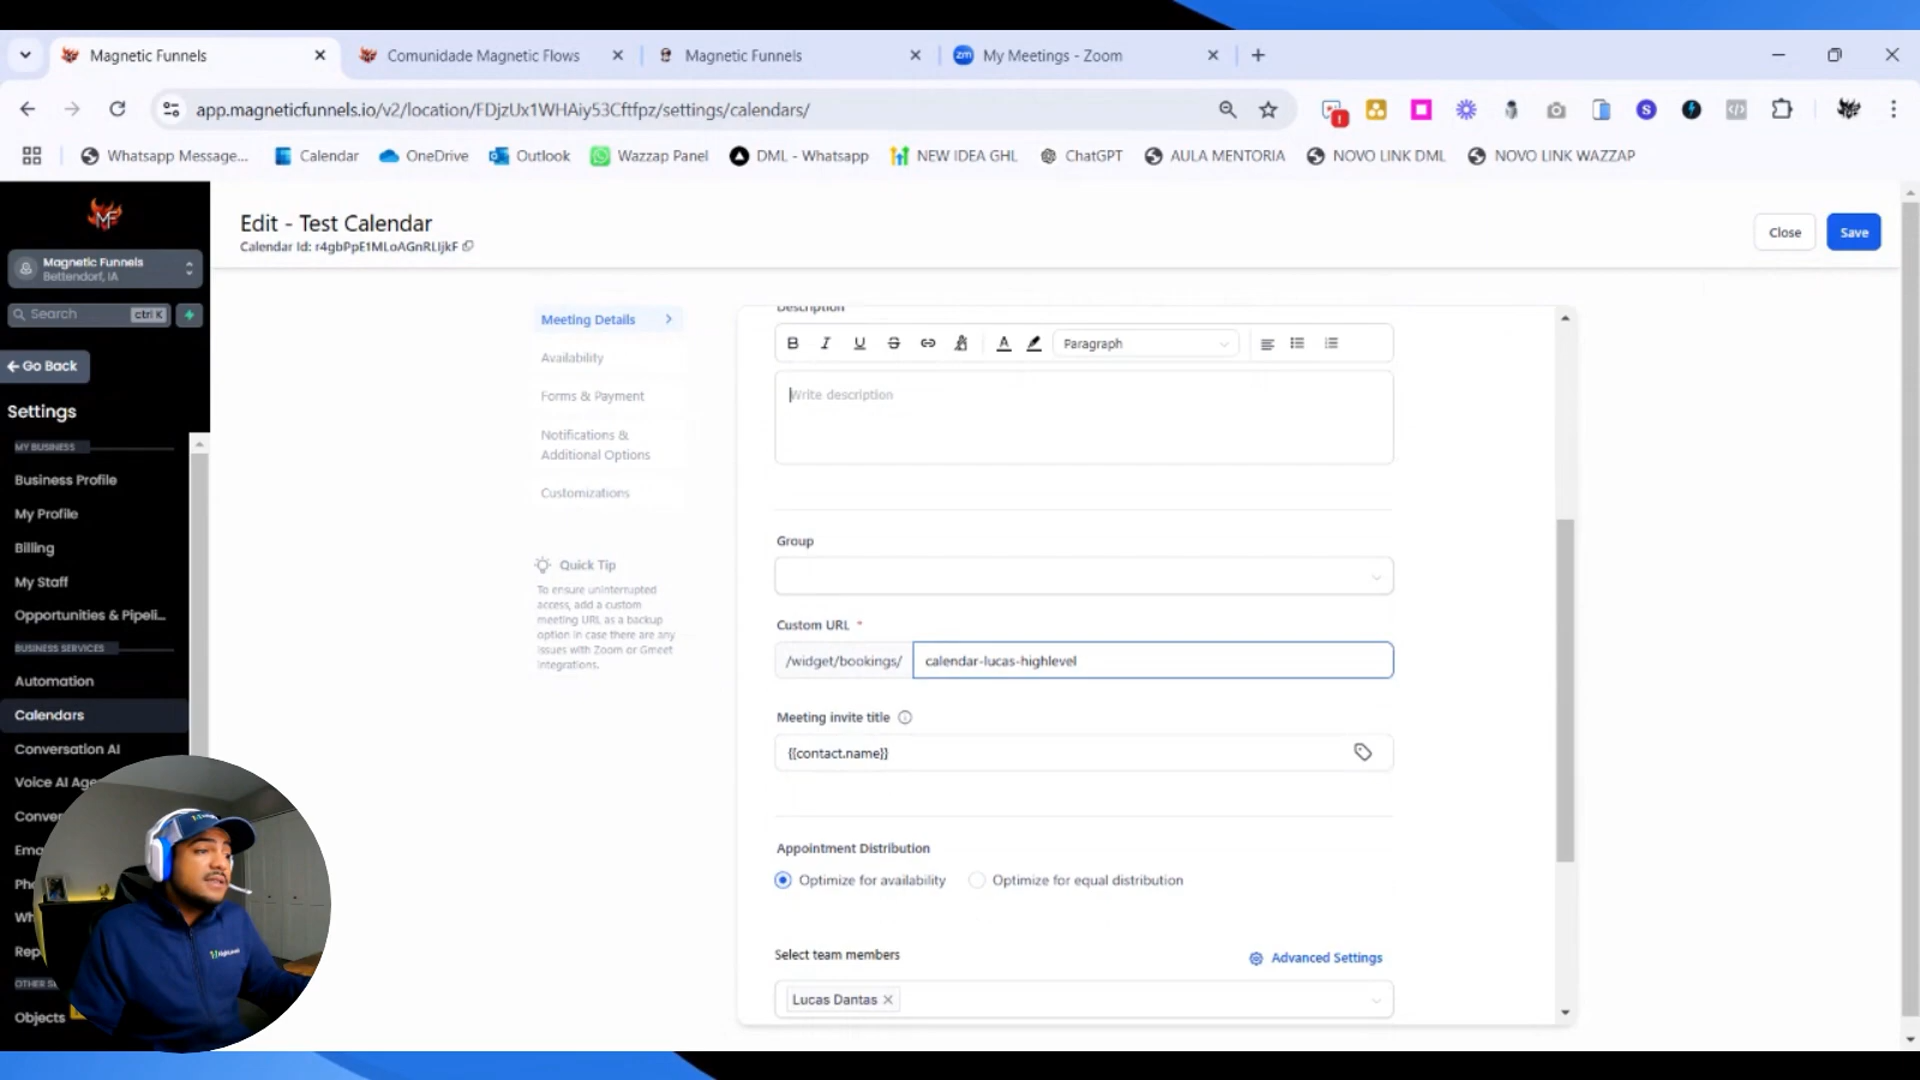 Magnetic Funnels
Comunidade Magnetic Flows
Magnetic Funnels
zm
My Meetings - Zoom
app.magneticfunnels.io/v2/location/FDjzUx1WHAiy53Cftfpz/settings/calendars/
Whatsapp Message...
Calendar
OneDrive
Outlook
Wazzap Panel
DML - Whatsapp
NEW IDEA GHL
ChatGPT
AULA MENTORIA
NOVO LINK DML
NOVO LINK WAZZAP
MF
Magnetic Funnels
Bettendorf, IA
Search
ctrl K
Go Back
Settings
MY BUSINESS
Business Profile
My Profile
Billing
My Staff
Opportunities & Pipeli...
BUSINESS SERVICES
Automation
Calendars
Conversation AI
Voice AI Age
Conver
Ema
Ph
Wh
Rep
OTHER S
Objects
Edit - Test Calendar
Calendar Id: r4gbPpE1MLoAGnRLIjkF
Close
Save
Meeting Details
Availability
Forms & Payment
Notifications &
Additional Options
Customizations
Quick Tip
To ensure uninterrupted
access, add a custom
meeting URL as a backup
option in case there are any
issues with Zoom or Gmeet
integrations.
Description
B I U S
A
Paragraph
Write description
Group
Custom URL *
/widget/bookings/
calendar-lucas-highlevel
Meeting invite title
{{contact.name}}
Appointment Distribution
Optimize for availability
Optimize for equal distribution
Select team members
Advanced Settings
Lucas Dantas